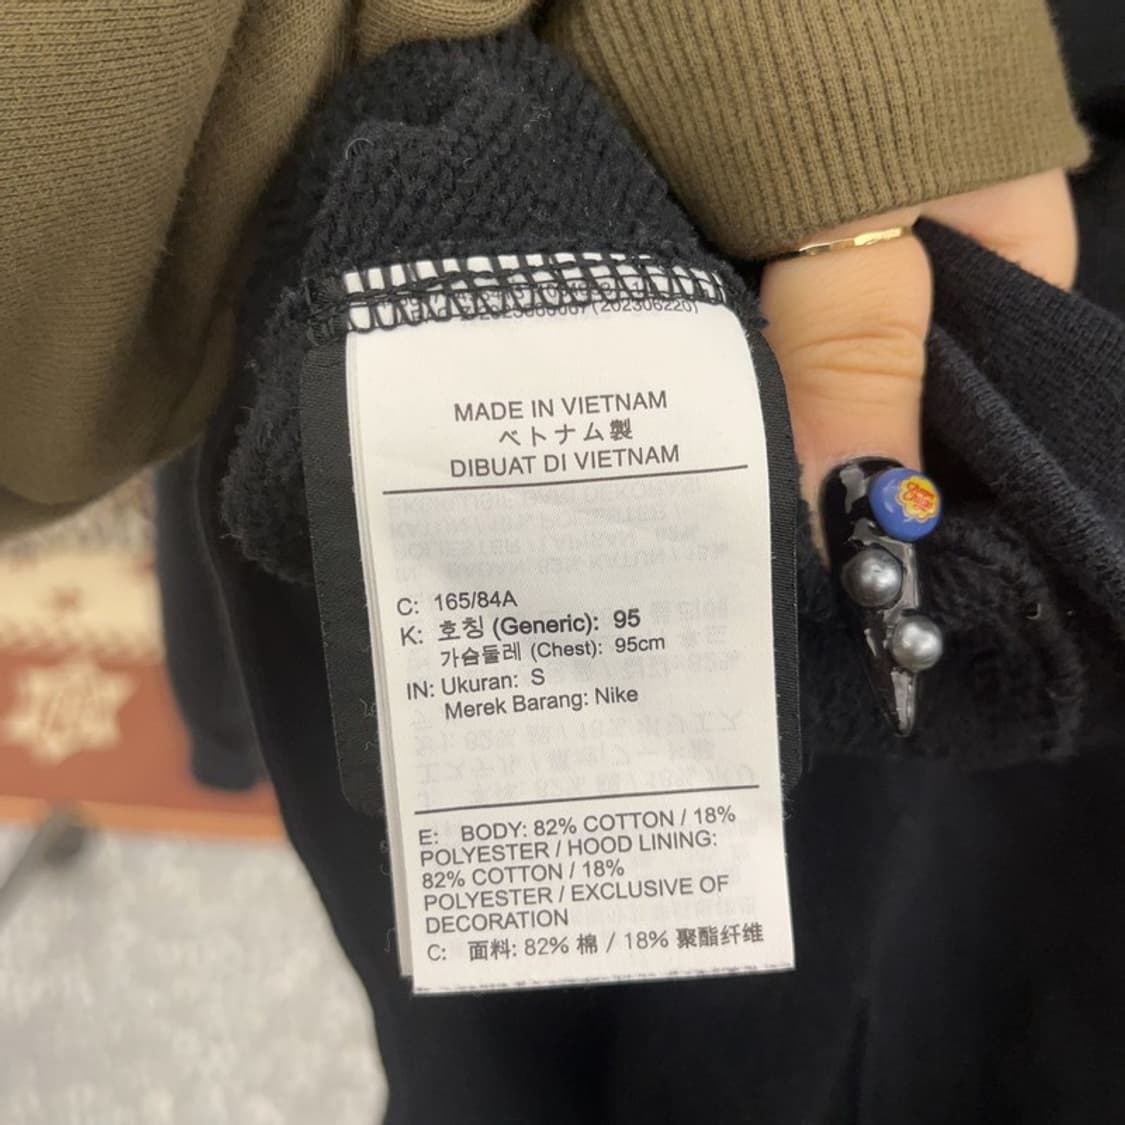 (202306220)
MADE IN VIETNAM
ベトナム製
DIBUAT DI VIETNAM
C: 165/84A
K: 호칭 (Generic): 95
가슴둘레 (Chest): 95cm
IN: Ukuran: S
Merek Barang: Nike
E: BODY: 82% COTTON / 18%
POLYESTER / HOOD LINING:
82% COTTON / 18%
POLYESTER / EXCLUSIVE OF
DECORATION
C: 面料: 82% 棉 / 18% 聚酯纤维